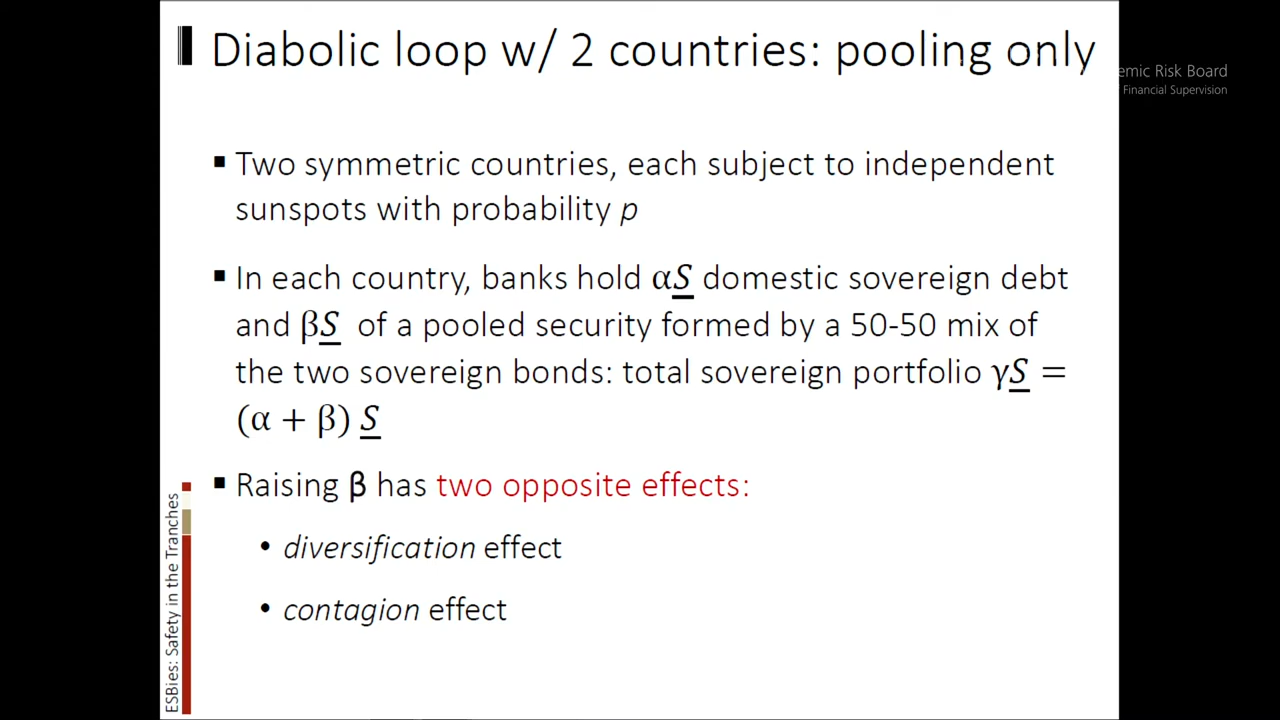 Diabolic loop w/ 2 countries: pooling only
emic Risk Board
Financial Supervision
▪ Two symmetric countries, each subject to independent
sunspots with probability p
▪ In each country, banks hold αS domestic sovereign debt
and βS of a pooled security formed by a 50-50 mix of
the two sovereign bonds: total sovereign portfolio γS =
(α + β) S
▪ Raising β has two opposite effects:
• diversification effect
• contagion effect
ESBies: Safety in the Tranches